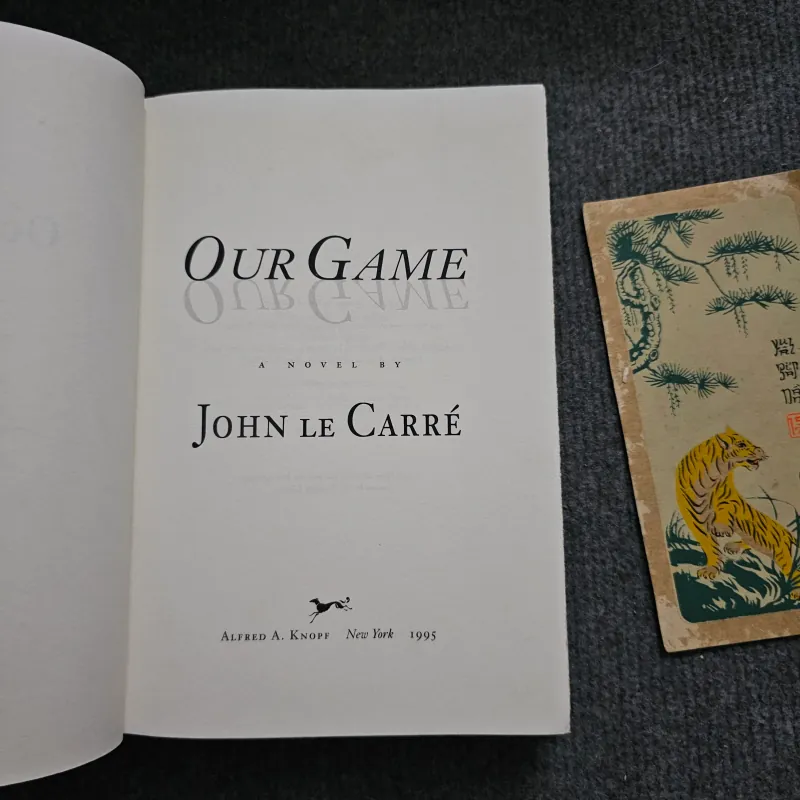 OUR GAME
A NOVEL BY
JOHN LE CARRÉ
ALFRED A. KNOPF New York 1995